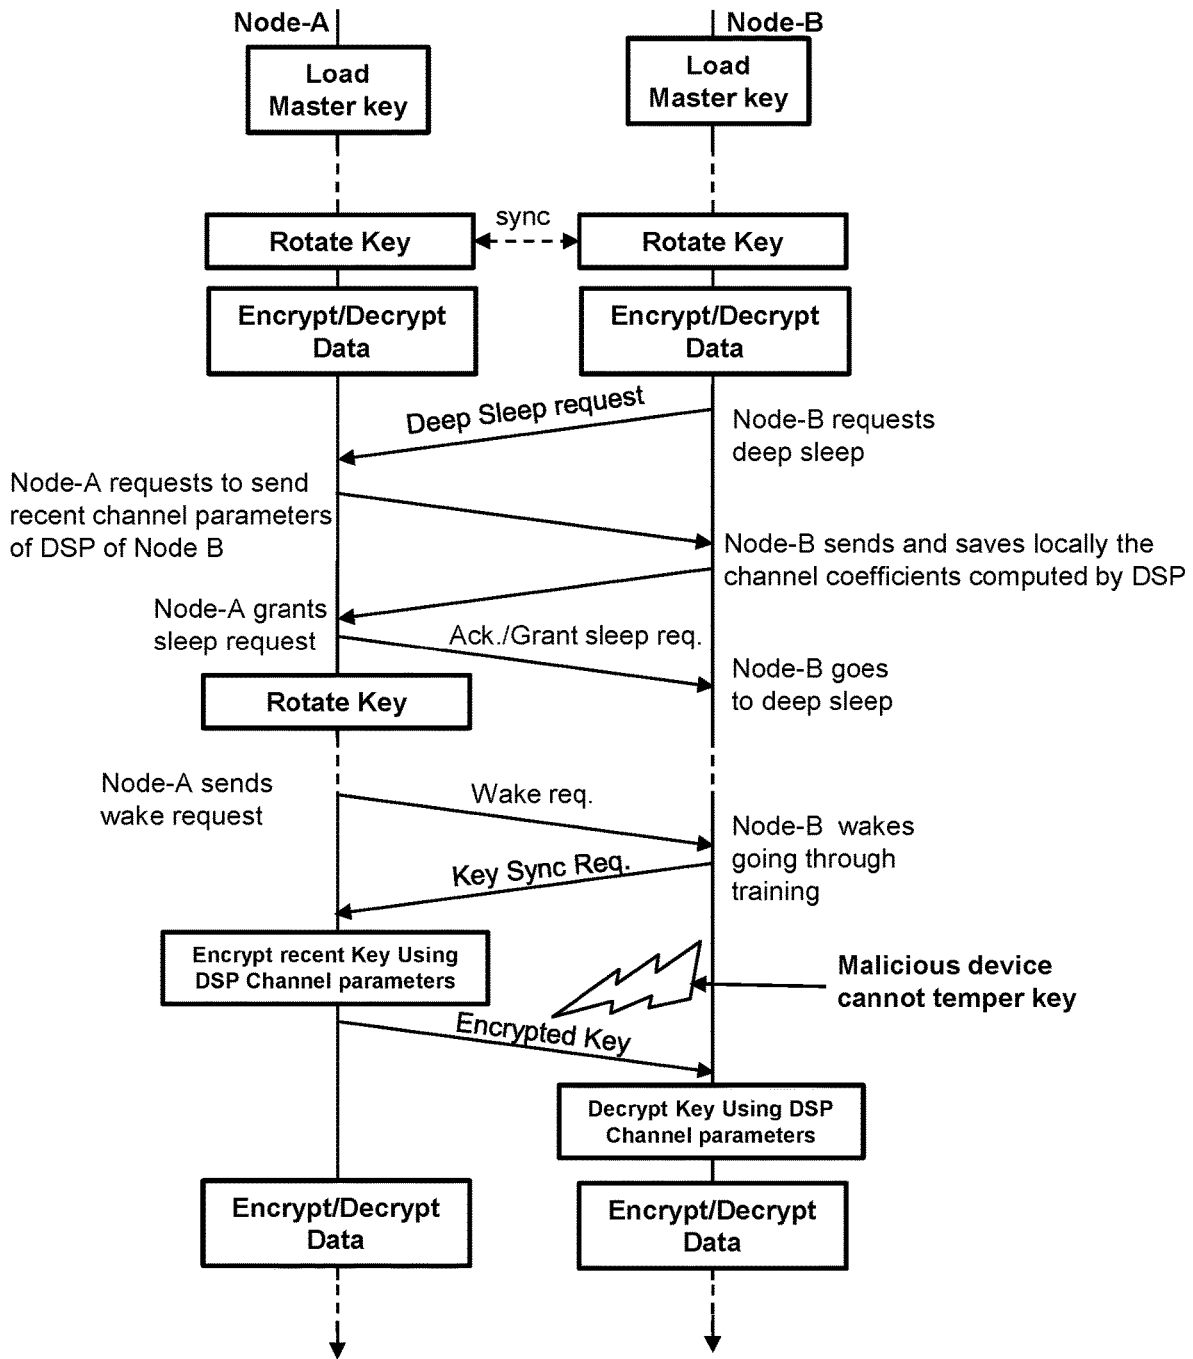 Node-A
Node-B
Load
Master key
Load
Master key
sync
Rotate Key
Rotate Key
Encrypt/Decrypt
Data
Encrypt/Decrypt
Data
Deep Sleep request
Node-B requests
deep sleep
Node-A requests to send
recent channel parameters
of DSP of Node B
Node-B sends and saves locally the
channel coefficients computed by DSP
Node-A grants
sleep request
Ack./Grant sleep req.
Node-B goes
to deep sleep
Rotate Key
Node-A sends
wake request
Wake req.
Node-B wakes
going through
training
Key Sync Req.
Encrypt recent Key Using
DSP Channel parameters
Malicious device
cannot temper key
Encrypted Key
Decrypt Key Using DSP
Channel parameters
Encrypt/Decrypt
Data
Encrypt/Decrypt
Data